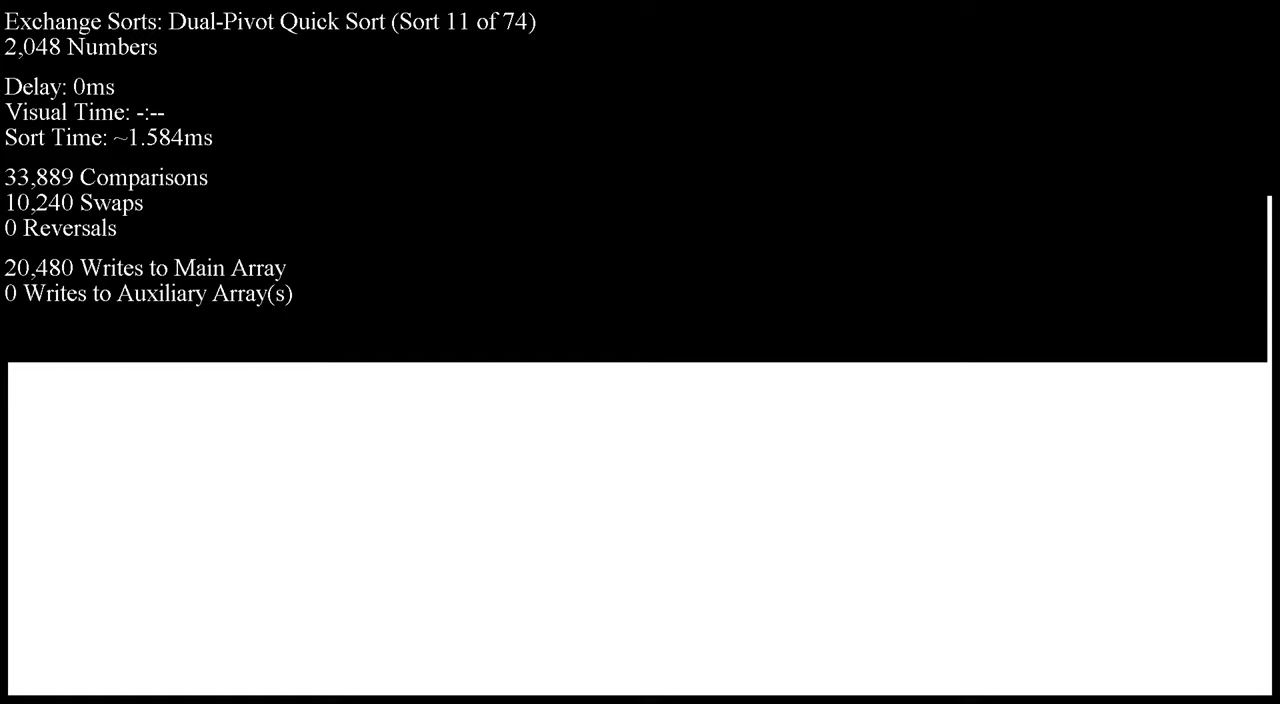 Exchange Sorts: Dual-Pivot Quick Sort (Sort 11 of 74)
2,048 Numbers
Delay: 0ms
Visual Time: -:--
Sort Time: ~1.584ms
33,889 Comparisons
10,240 Swaps
0 Reversals
20,480 Writes to Main Array
0 Writes to Auxiliary Array(s)